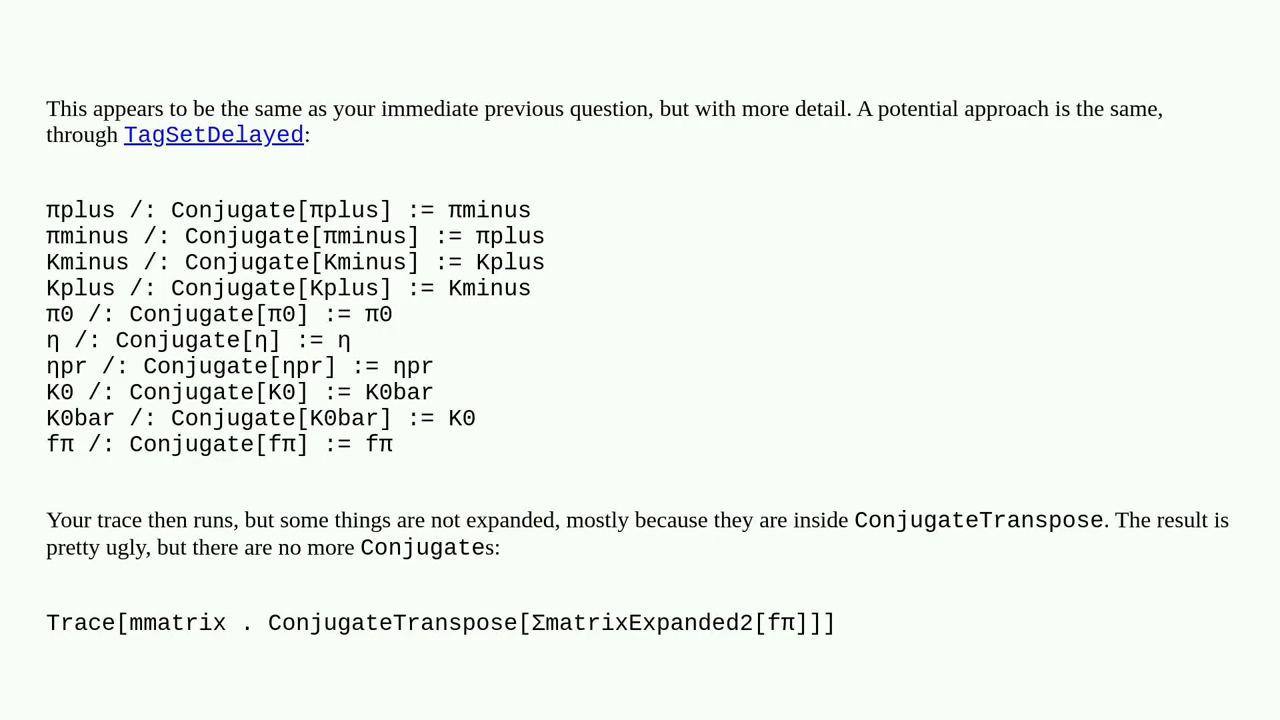 This appears to be the same as your immediate previous question, but with more detail. A potential approach is the same,
through TagSetDelayed:
πplus /: Conjugate[πplus] := πminus
πminus /: Conjugate[πminus] := πplus
Kminus /: Conjugate[Kminus] := Kplus
Kplus /: Conjugate[Kplus] := Kminus
π0 /: Conjugate[π0] := π0
η /: Conjugate[η] := η
ηpr /: Conjugate[ηpr] := ηpr
K0 /: Conjugate[K0] := K0bar
K0bar /: Conjugate[K0bar] := K0
fπ /: Conjugate[fπ] := fπ
Your trace then runs, but some things are not expanded, mostly because they are inside ConjugateTranspose. The result is
pretty ugly, but there are no more Conjugates:
Trace[mmatrix . ConjugateTranspose[ΣmatrixExpanded2[fπ]]]